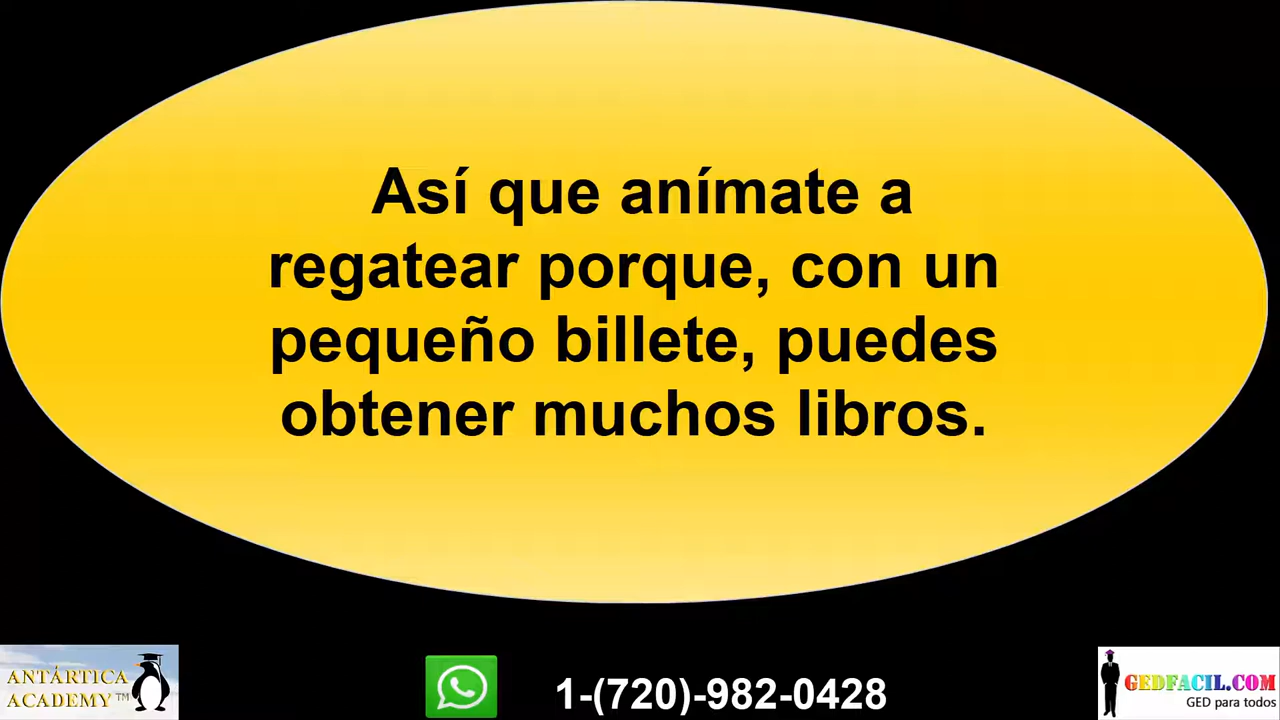 Así que anímate a
regatear porque, con un
pequeño billete, puedes
obtener muchos libros.
ANTÁRTICA
ACADEMY™
1-(720)-982-0428
GEDFACIL.COM
GED para todos